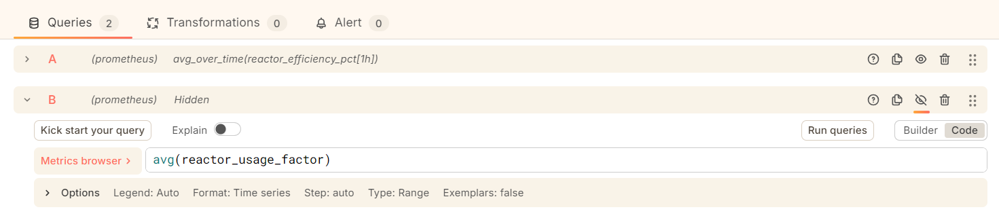 Queries 2 Transformations 0 Alert 0
A (prometheus) avg_over_time(reactor_efficiency_pct[1h])
B (prometheus) Hidden
Kick start your query Explain Run queries Builder Code
Metrics browser > avg(reactor_usage_factor)
Options Legend: Auto Format: Time series Step: auto Type: Range Exemplars: false